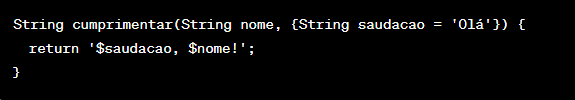 String cumprimentar(String nome, {String saudacao = 'Olá'}) {
  return '$saudacao, $nome!';
}